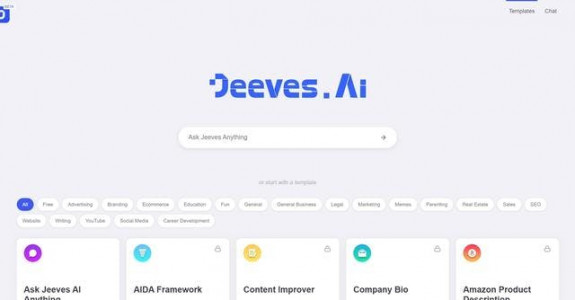 BETA
Templates Chat
Jeeves.Ai
Ask Jeeves Anything
or start with a template
All Free Advertising Branding Ecommerce Education Fun General General Business Legal Marketing Memes Parenting Real Estate Sales SEO
Website Writing YouTube Social Media Career Development
Ask Jeeves AI AIDA Framework Content Improver Company Bio Amazon Product
Anything Description